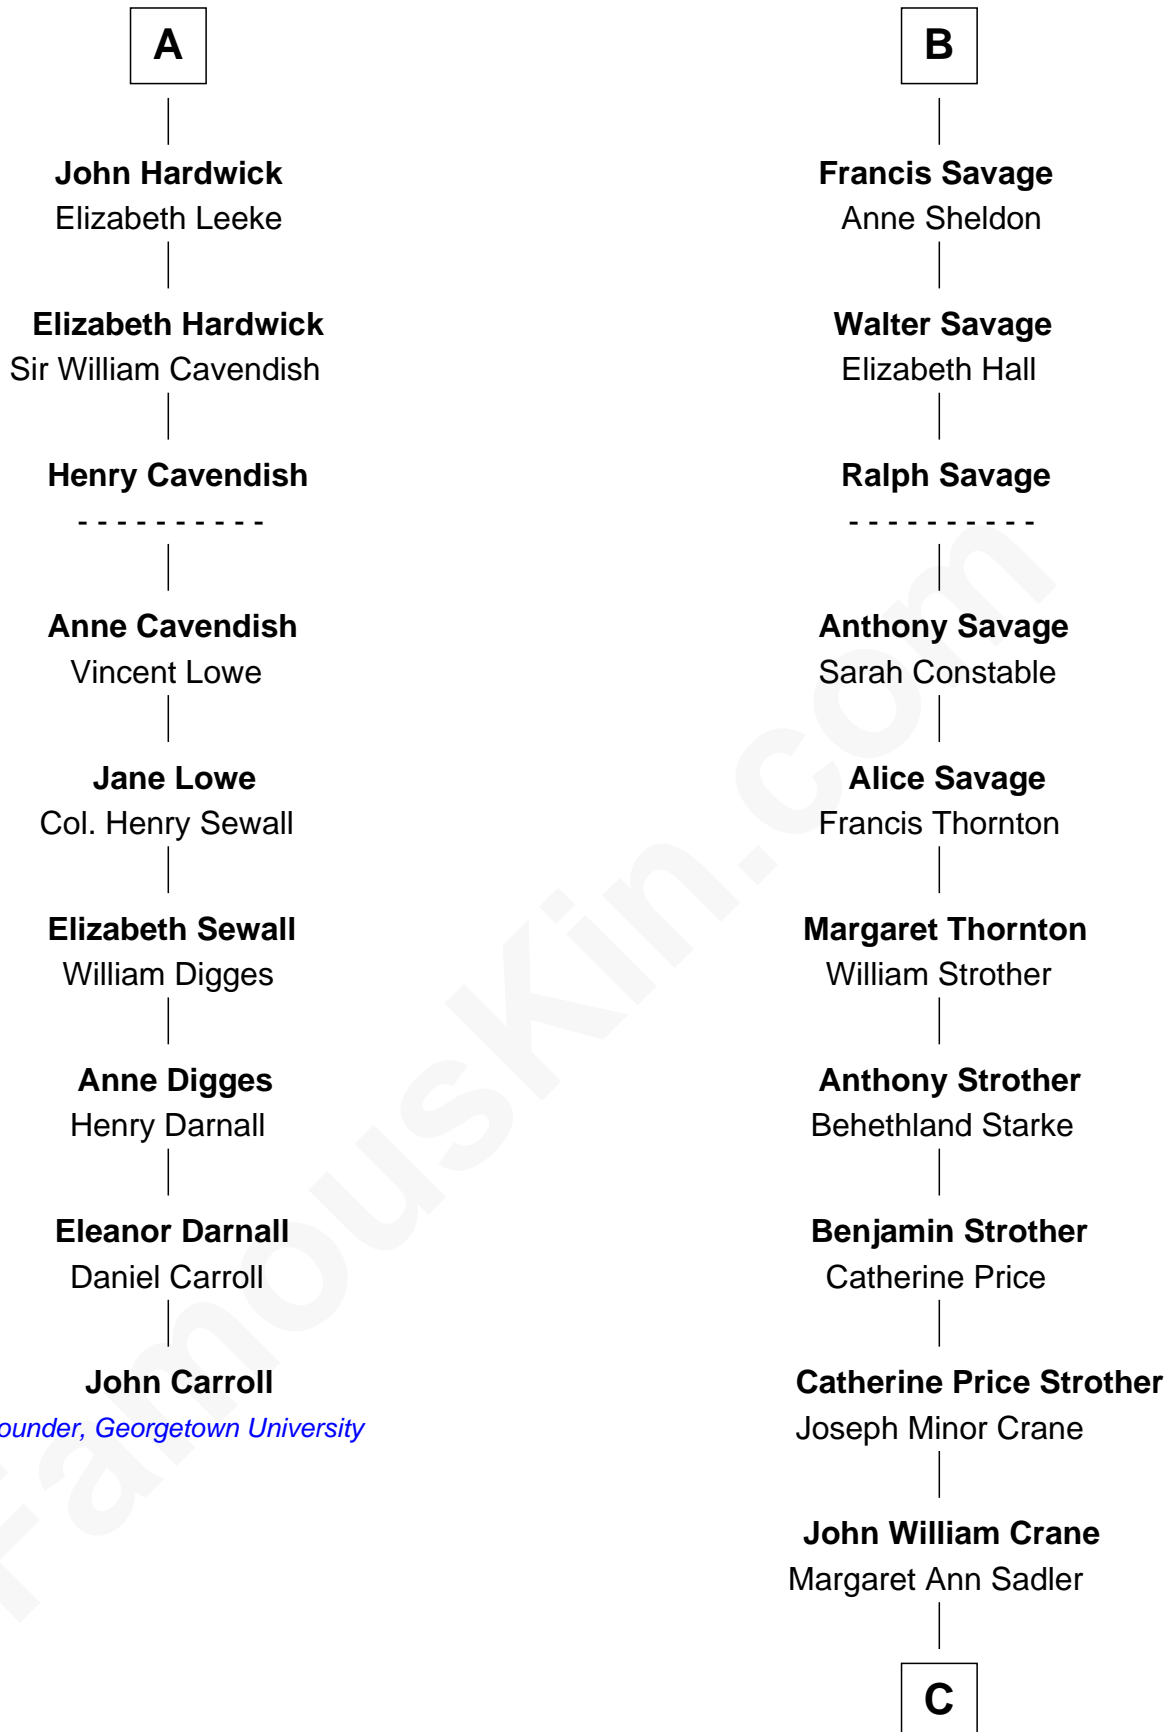 A
John Hardwick
Elizabeth Leeke
Elizabeth Hardwick
Sir William Cavendish
Henry Cavendish
- - - - - - - - - -
Anne Cavendish
Vincent Lowe
Jane Lowe
Col. Henry Sewall
Elizabeth Sewall
William Digges
Anne Digges
Henry Darnall
Eleanor Darnall
Daniel Carroll
John Carroll
ounder, Georgetown University
B
Francis Savage
Anne Sheldon
Walter Savage
Elizabeth Hall
Ralph Savage
- - - - - - - - - -
Anthony Savage
Sarah Constable
Alice Savage
Francis Thornton
Margaret Thornton
William Strother
Anthony Strother
Behethland Starke
Benjamin Strother
Catherine Price
Catherine Price Strother
Joseph Minor Crane
John William Crane
Margaret Ann Sadler
C
FamousKin.com